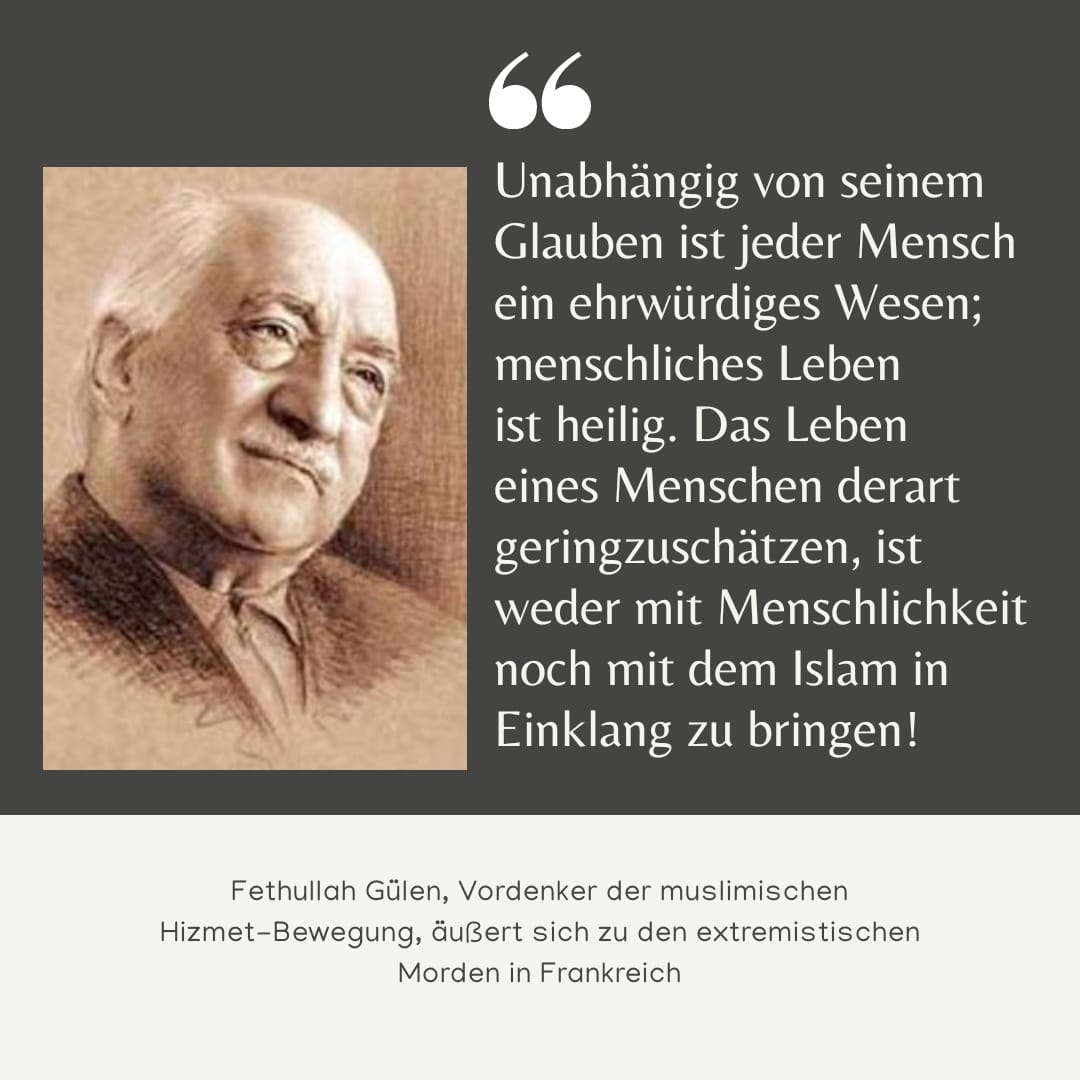 “
Unabhängig von seinem
Glauben ist jeder Mensch
ein ehrwürdiges Wesen;
menschliches Leben
ist heilig. Das Leben
eines Menschen derart
geringzuschätzen, ist
weder mit Menschlichkeit
noch mit dem Islam in
Einklang zu bringen!
Fethullah Gülen, Vordenker der muslimischen
Hizmet-Bewegung, äußert sich zu den extremistischen
Morden in Frankreich